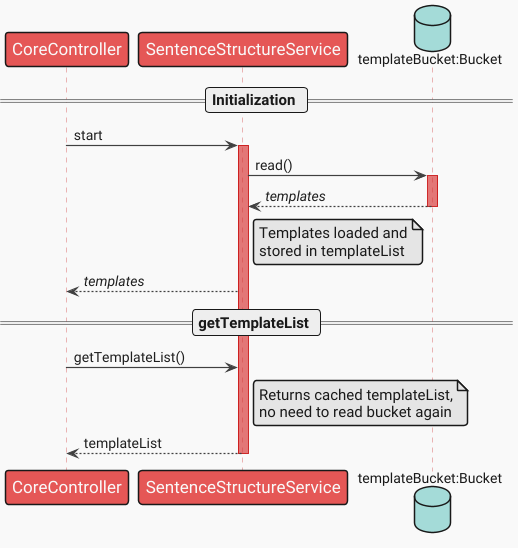 CoreController
SentenceStructureService
templateBucket:Bucket
Initialization
start
read()
templates
Templates loaded and
stored in templateList
templates
getTemplateList
getTemplateList()
Returns cached templateList,
no need to read bucket again
templateList
CoreController
SentenceStructureService
templateBucket:Bucket